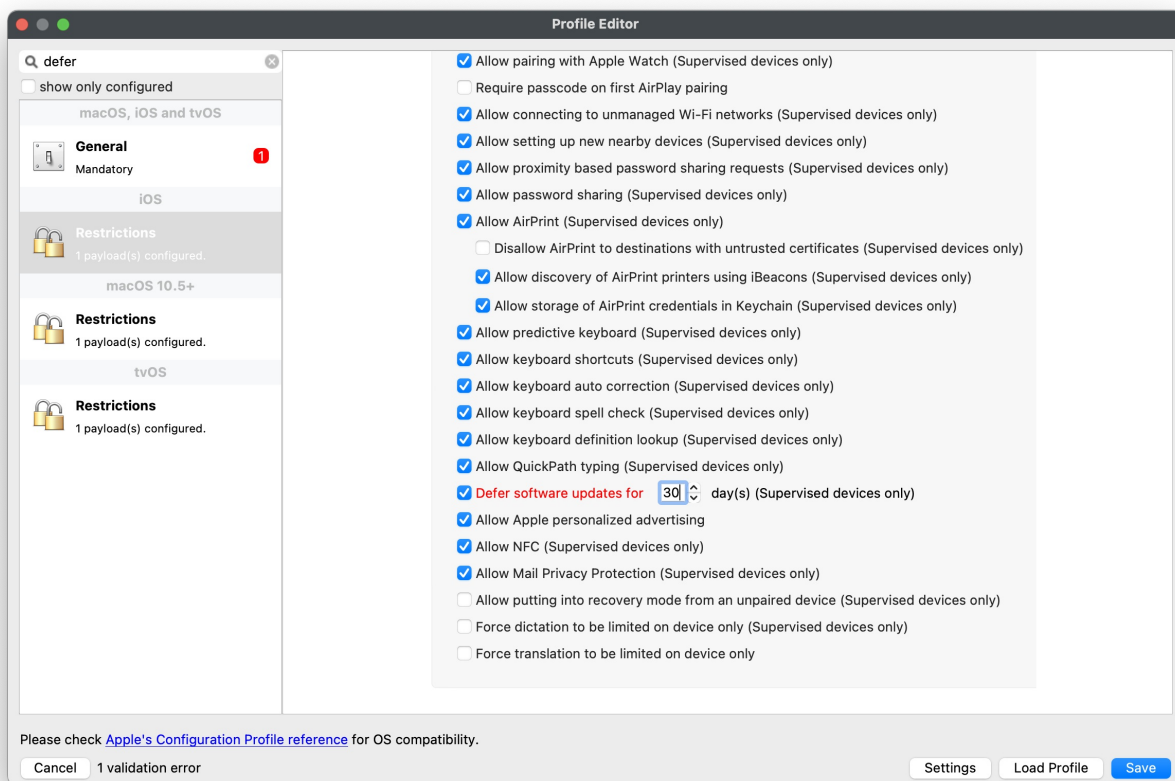 Profile Editor
defer
show only configured
macOS, iOS and tvOS
General
Mandatory
1
iOS
Restrictions
1 payload(s) configured.
macOS 10.5+
Restrictions
1 payload(s) configured.
tvOS
Restrictions
1 payload(s) configured.
Allow pairing with Apple Watch (Supervised devices only)
Require passcode on first AirPlay pairing
Allow connecting to unmanaged Wi-Fi networks (Supervised devices only)
Allow setting up new nearby devices (Supervised devices only)
Allow proximity based password sharing requests (Supervised devices only)
Allow password sharing (Supervised devices only)
Allow AirPrint (Supervised devices only)
Disallow AirPrint to destinations with untrusted certificates (Supervised devices only)
Allow discovery of AirPrint printers using iBeacons (Supervised devices only)
Allow storage of AirPrint credentials in Keychain (Supervised devices only)
Allow predictive keyboard (Supervised devices only)
Allow keyboard shortcuts (Supervised devices only)
Allow keyboard auto correction (Supervised devices only)
Allow keyboard spell check (Supervised devices only)
Allow keyboard definition lookup (Supervised devices only)
Allow QuickPath typing (Supervised devices only)
Defer software updates for 30 day(s) (Supervised devices only)
Allow Apple personalized advertising
Allow NFC (Supervised devices only)
Allow Mail Privacy Protection (Supervised devices only)
Allow putting into recovery mode from an unpaired device (Supervised devices only)
Force dictation to be limited on device only (Supervised devices only)
Force translation to be limited on device only
Please check Apple's Configuration Profile reference for OS compatibility.
Cancel 1 validation error Settings Load Profile Save